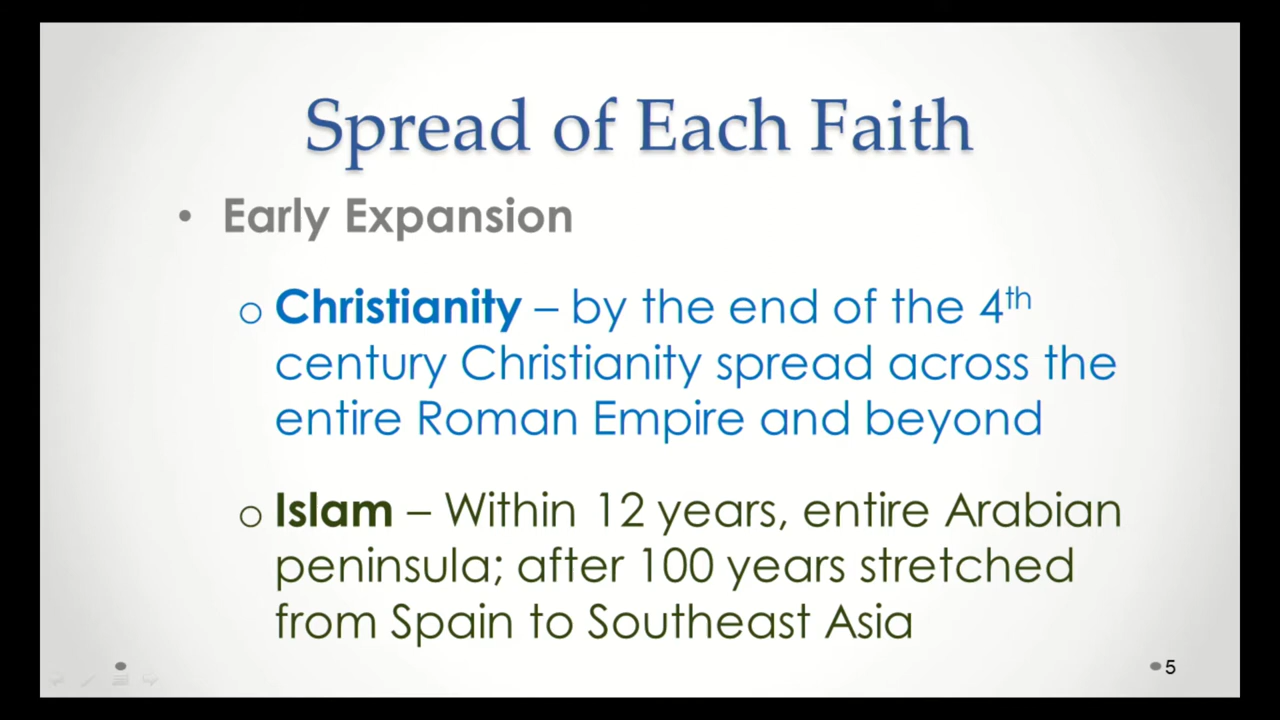 Spread of Each Faith
• Early Expansion
o Christianity – by the end of the 4th
century Christianity spread across the
entire Roman Empire and beyond
o Islam – Within 12 years, entire Arabian
peninsula; after 100 years stretched
from Spain to Southeast Asia
5